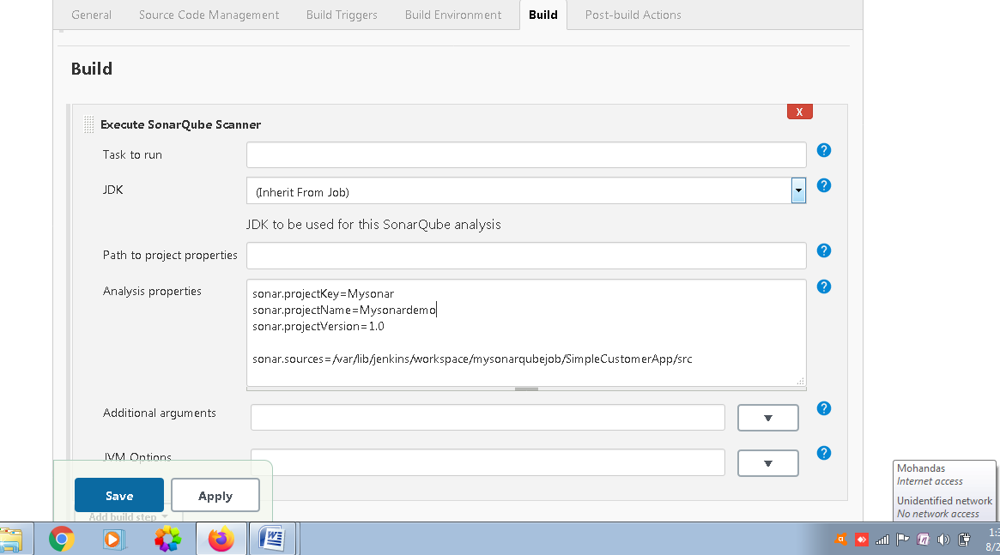 General Source Code Management Build Triggers Build Environment Build Post-build Actions
Build
X
Execute SonarQube Scanner
Task to run
JDK (Inherit From Job)
JDK to be used for this SonarQube analysis
Path to project properties
Analysis properties
sonar.projectKey=Mysonar
sonar.projectName=Mysonardemo
sonar.projectVersion=1.0
sonar.sources=/var/lib/jenkins/workspace/mysonarqubejob/SimpleCustomerApp/src
Additional arguments
JVM Options
Save Apply
Add build step
Mohandas
Internet access
Unidentified network
No network access